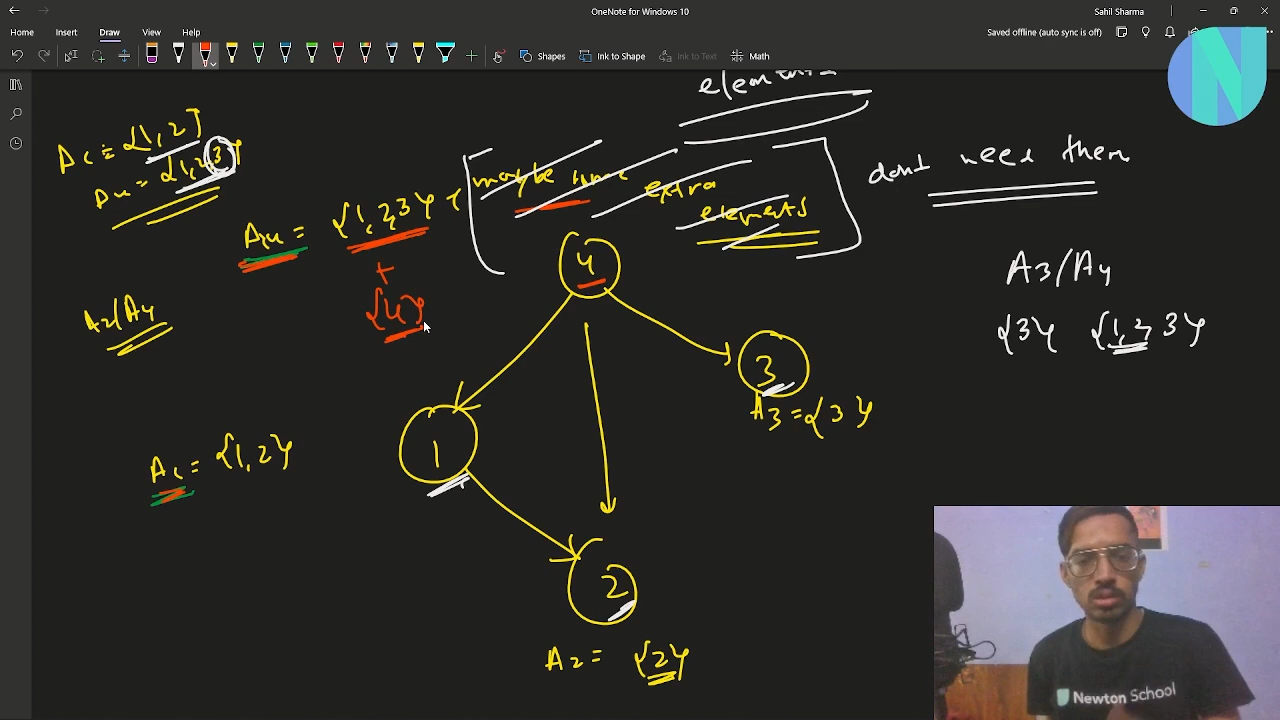 OneNote for Windows 10
Sahil Sharma
Home Insert Draw View Help
Saved offline (auto sync is off)
Shapes Ink to Shape Ink to Text Math
elements
A1 = {1, 2}
A4 = {1, 2, 3}
A4 = {1, 2, 3} + [maybe some extra elements]
dont need them
+
{4}
A2/A4
A3/A4
{3} {1, 2, 3}
4
3
A3 = {3}
1
A1 = {1, 2}
2
A2 = {2}
Newton School